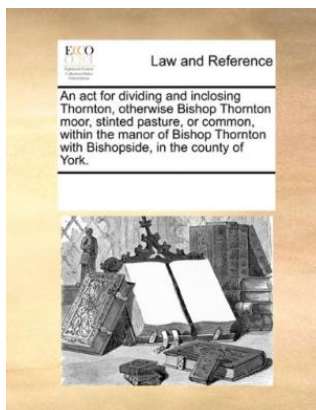 ECCO
Law and Reference
An act for dividing and inclosing
Thornton, otherwise Bishop Thornton
moor, stinted pasture, or common,
within the manor of Bishop Thornton
with Bishopside, in the county of
York.